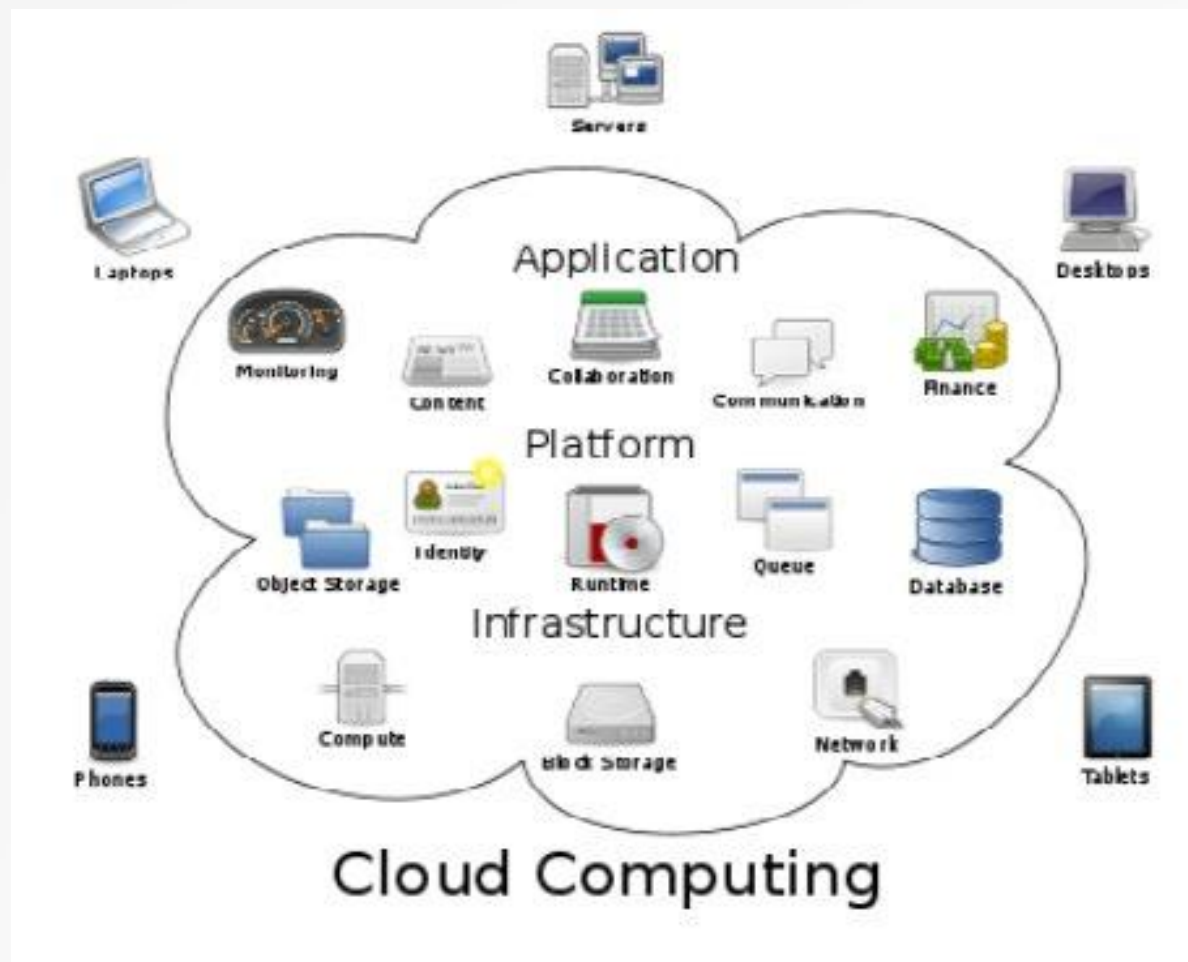 Servers
Laptops
Desktops
Application
Monitoring
Content
Collaboration
Communication
Finance
Platform
Object Storage
Identity
Runtime
Queue
Database
Infrastructure
Compute
Block Storage
Network
Phones
Tablets
Cloud Computing